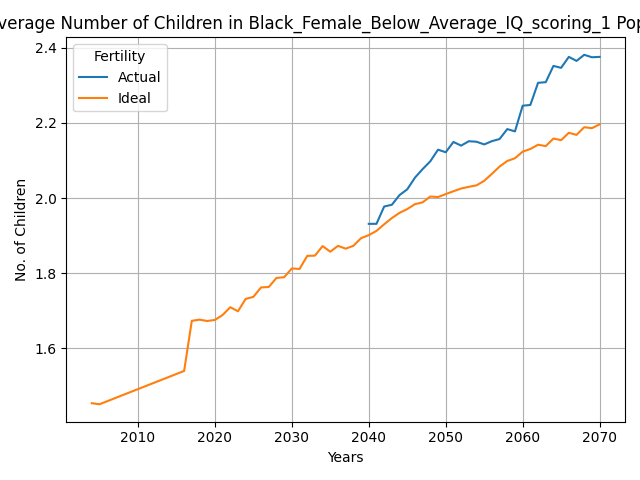 verage Number of Children in Black_Female_Below_Average_IQ_scoring_1 Pop
Fertility
Actual
Ideal
No. of Children
2.4
2.2
2.0
1.8
1.6
2010 2020 2030 2040 2050 2060 2070
Years